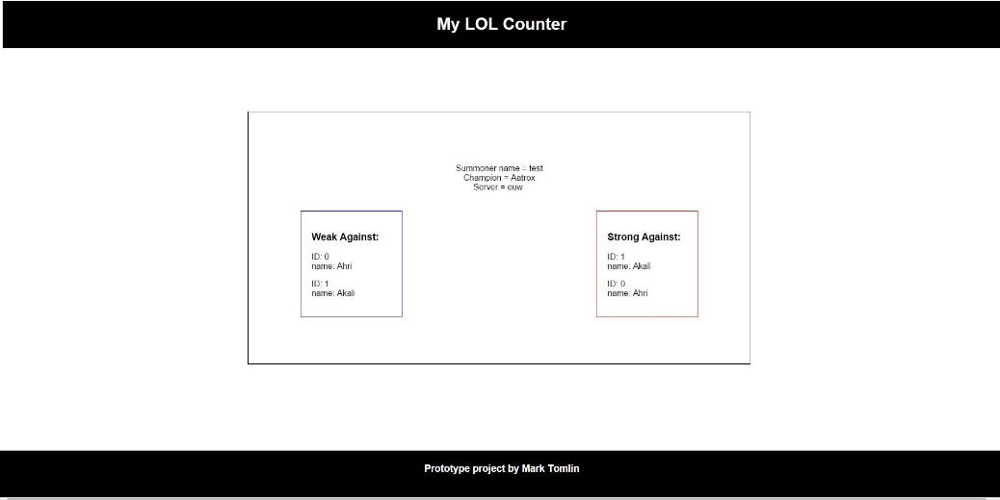 My LOL Counter
Summoner name = test
Champion = Aatrox
Server = euw
Weak Against:
ID: 0
name: Ahri
ID: 1
name: Akali
Strong Against:
ID: 1
name: Akali
ID: 0
name: Ahri
Prototype project by Mark Tomlin